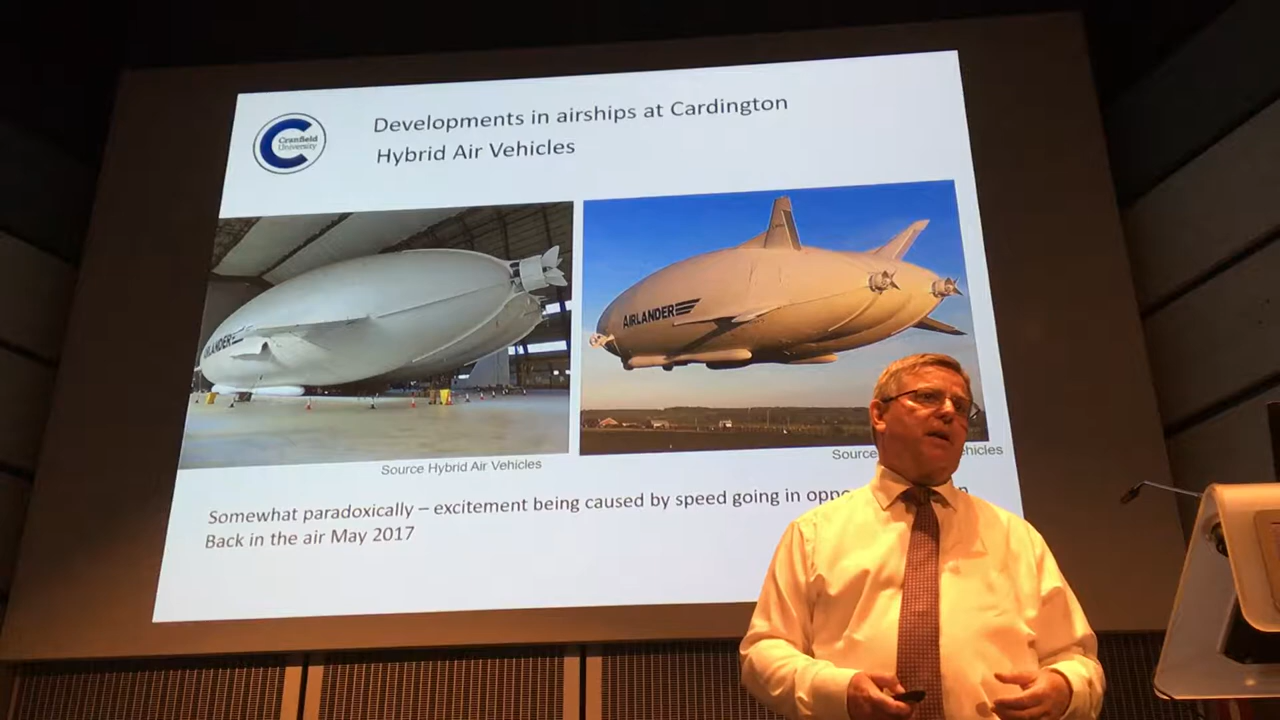 Cranfield
University
Developments in airships at Cardington
Hybrid Air Vehicles
AIRLANDER
AIRLANDER
Source Hybrid Air Vehicles
Source
Somewhat paradoxically – excitement being caused by speed going in
Back in the air May 2017